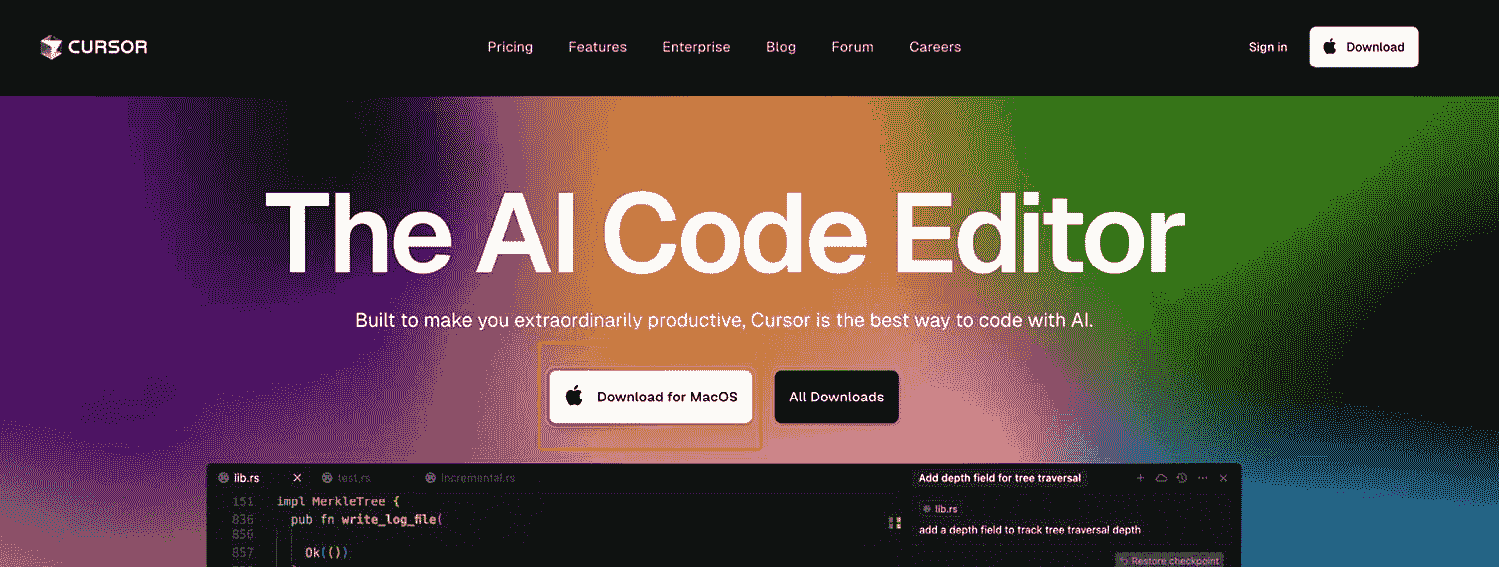 CURSOR Pricing Features Enterprise Blog Forum Careers Sign in Download
The AI Code Editor
Built to make you extraordinarily productive, Cursor is the best way to code with AI.
Download for MacOS All Downloads
lib.rs test.rs incremental.rs
151 impl MerkleTree {
836 pub fn write_log_file(
856
857 Ok(())
Add depth field for tree traversal
lib.rs
add a depth field to track tree traversal depth
Restore checkpoint